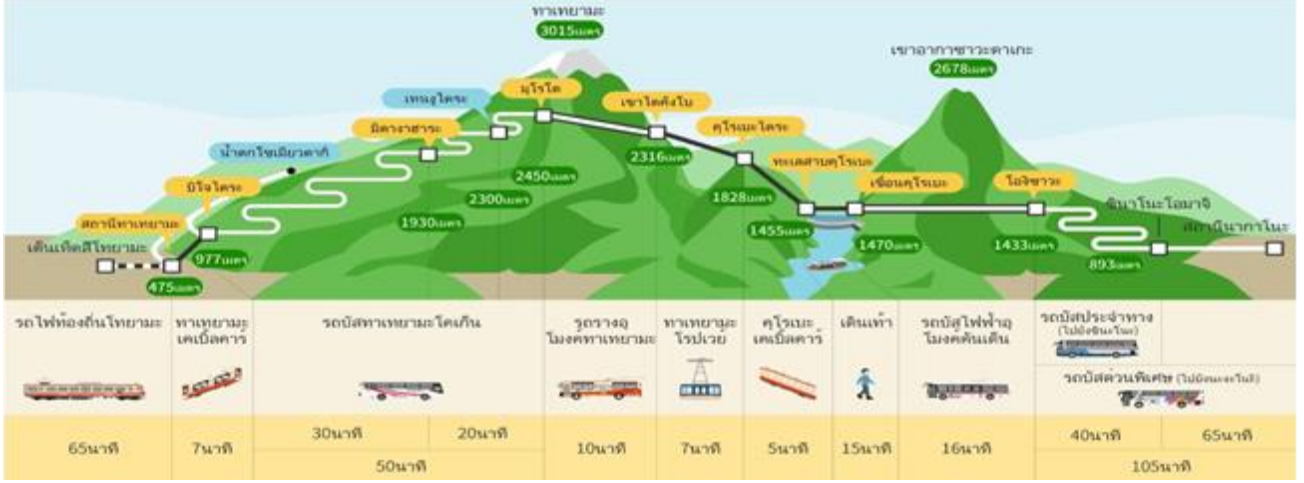 ทาเทยามะ
3015เมตร
เขาอากาซาวะดาเกะ
2678เมตร
เทนงูไดระ
มุโรโด
เขาไดคังโบ
มิดางาฮาระ
คุโรเบะไดระ
น้ำตกโชเมียวดากิ
2316เมตร
ทะเลสาบคุโรเบะ
บิโจไดระ
2450เมตร
เขื่อนคุโรเบะ
โอกิซาวะ
2300เมตร
1828เมตร
ชินาโนะโอมาจิ
สถานีทาเทยามะ
1930เมตร
1455เมตร
สถานีนากาโนะ
เด็นเท็ตสึโทยามะ
977เมตร
1470เมตร
1433เมตร
893เมตร
475เมตร
รถไฟท้องถิ่นโทยามะ
ทาเทยามะ
เคเบิ้ลคาร์
รถบัสทาเทยามะโคเก็น
รถรางอุ
โมงค์ทาเทยามะ
ทาเทยามะ
โรปเวย์
คุโรเบะ
เคเบิ้ลคาร์
เดินเท้า
รถบัสไฟฟ้าอุ
โมงค์คันเด็น
รถบัสประจำทาง
(ไปยังชินะโนะ)
รถบัสด่วนพิเศษ
65นาที
7นาที
30นาที
20นาที
50นาที
10นาที
7นาที
5นาที
15นาที
16นาที
40นาที
65นาที
105นาที